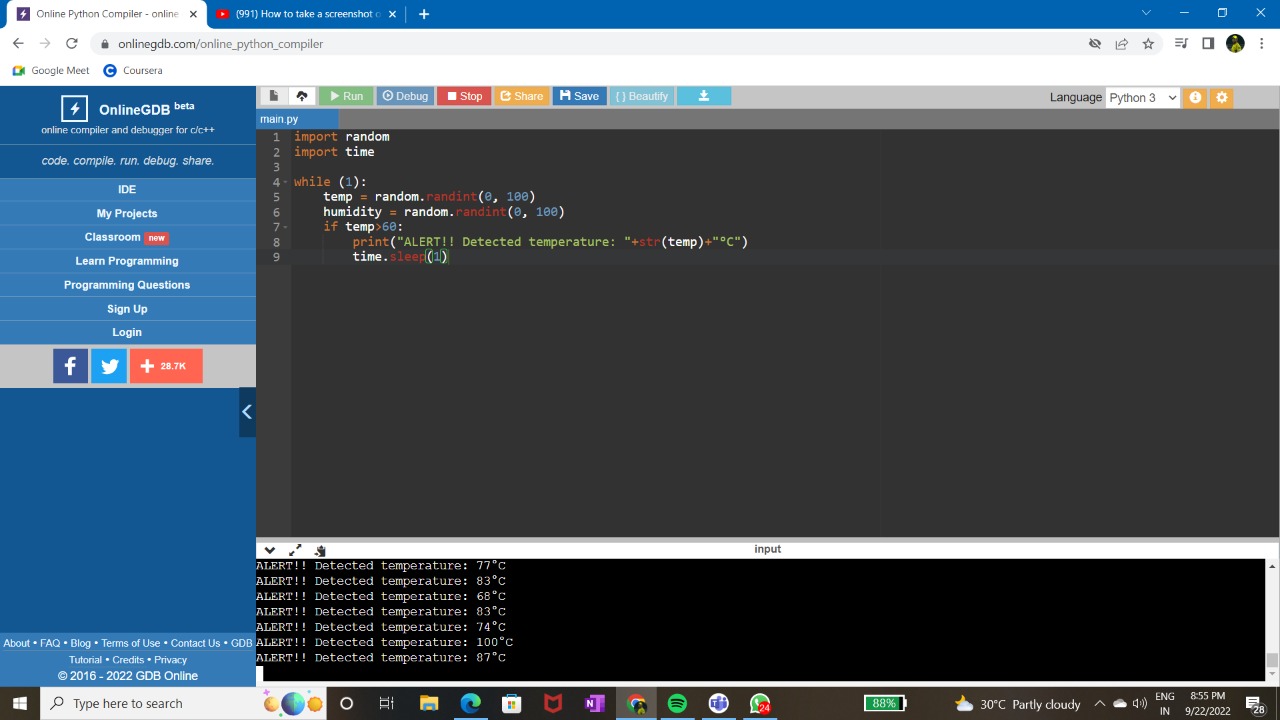 Online Python Compiler - online
(991) How to take a screenshot o
onlinegdb.com/online_python_compiler
Google Meet
Coursera
OnlineGDB beta
online compiler and debugger for c/c++
code. compile. run. debug. share.
IDE
My Projects
Classroom new
Learn Programming
Programming Questions
Sign Up
Login
28.7K
About • FAQ • Blog • Terms of Use • Contact Us • GDB
Tutorial • Credits • Privacy
© 2016 - 2022 GDB Online
Run Debug Stop Share Save { } Beautify
Language Python 3
main.py
1 import random
2 import time
3
4 while (1):
5     temp = random.randint(0, 100)
6     humidity = random.randint(0, 100)
7     if temp>60:
8         print("ALERT!! Detected temperature: "+str(temp)+"°C")
9         time.sleep(1)
input
ALERT!! Detected temperature: 77°C
ALERT!! Detected temperature: 83°C
ALERT!! Detected temperature: 68°C
ALERT!! Detected temperature: 83°C
ALERT!! Detected temperature: 74°C
ALERT!! Detected temperature: 100°C
ALERT!! Detected temperature: 87°C
Type here to search
24
88%
30°C Partly cloudy
ENG
IN
8:55 PM
9/22/2022
28